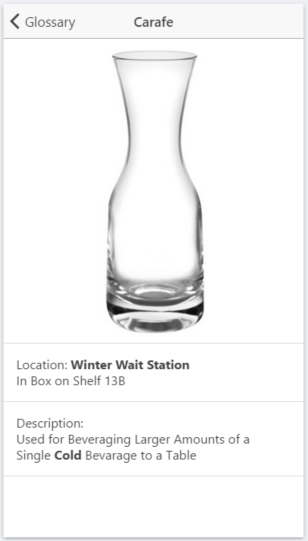 Glossary Carafe
Location: Winter Wait Station
In Box on Shelf 13B
Description:
Used for Beveraging Larger Amounts of a
Single Cold Bevarage to a Table